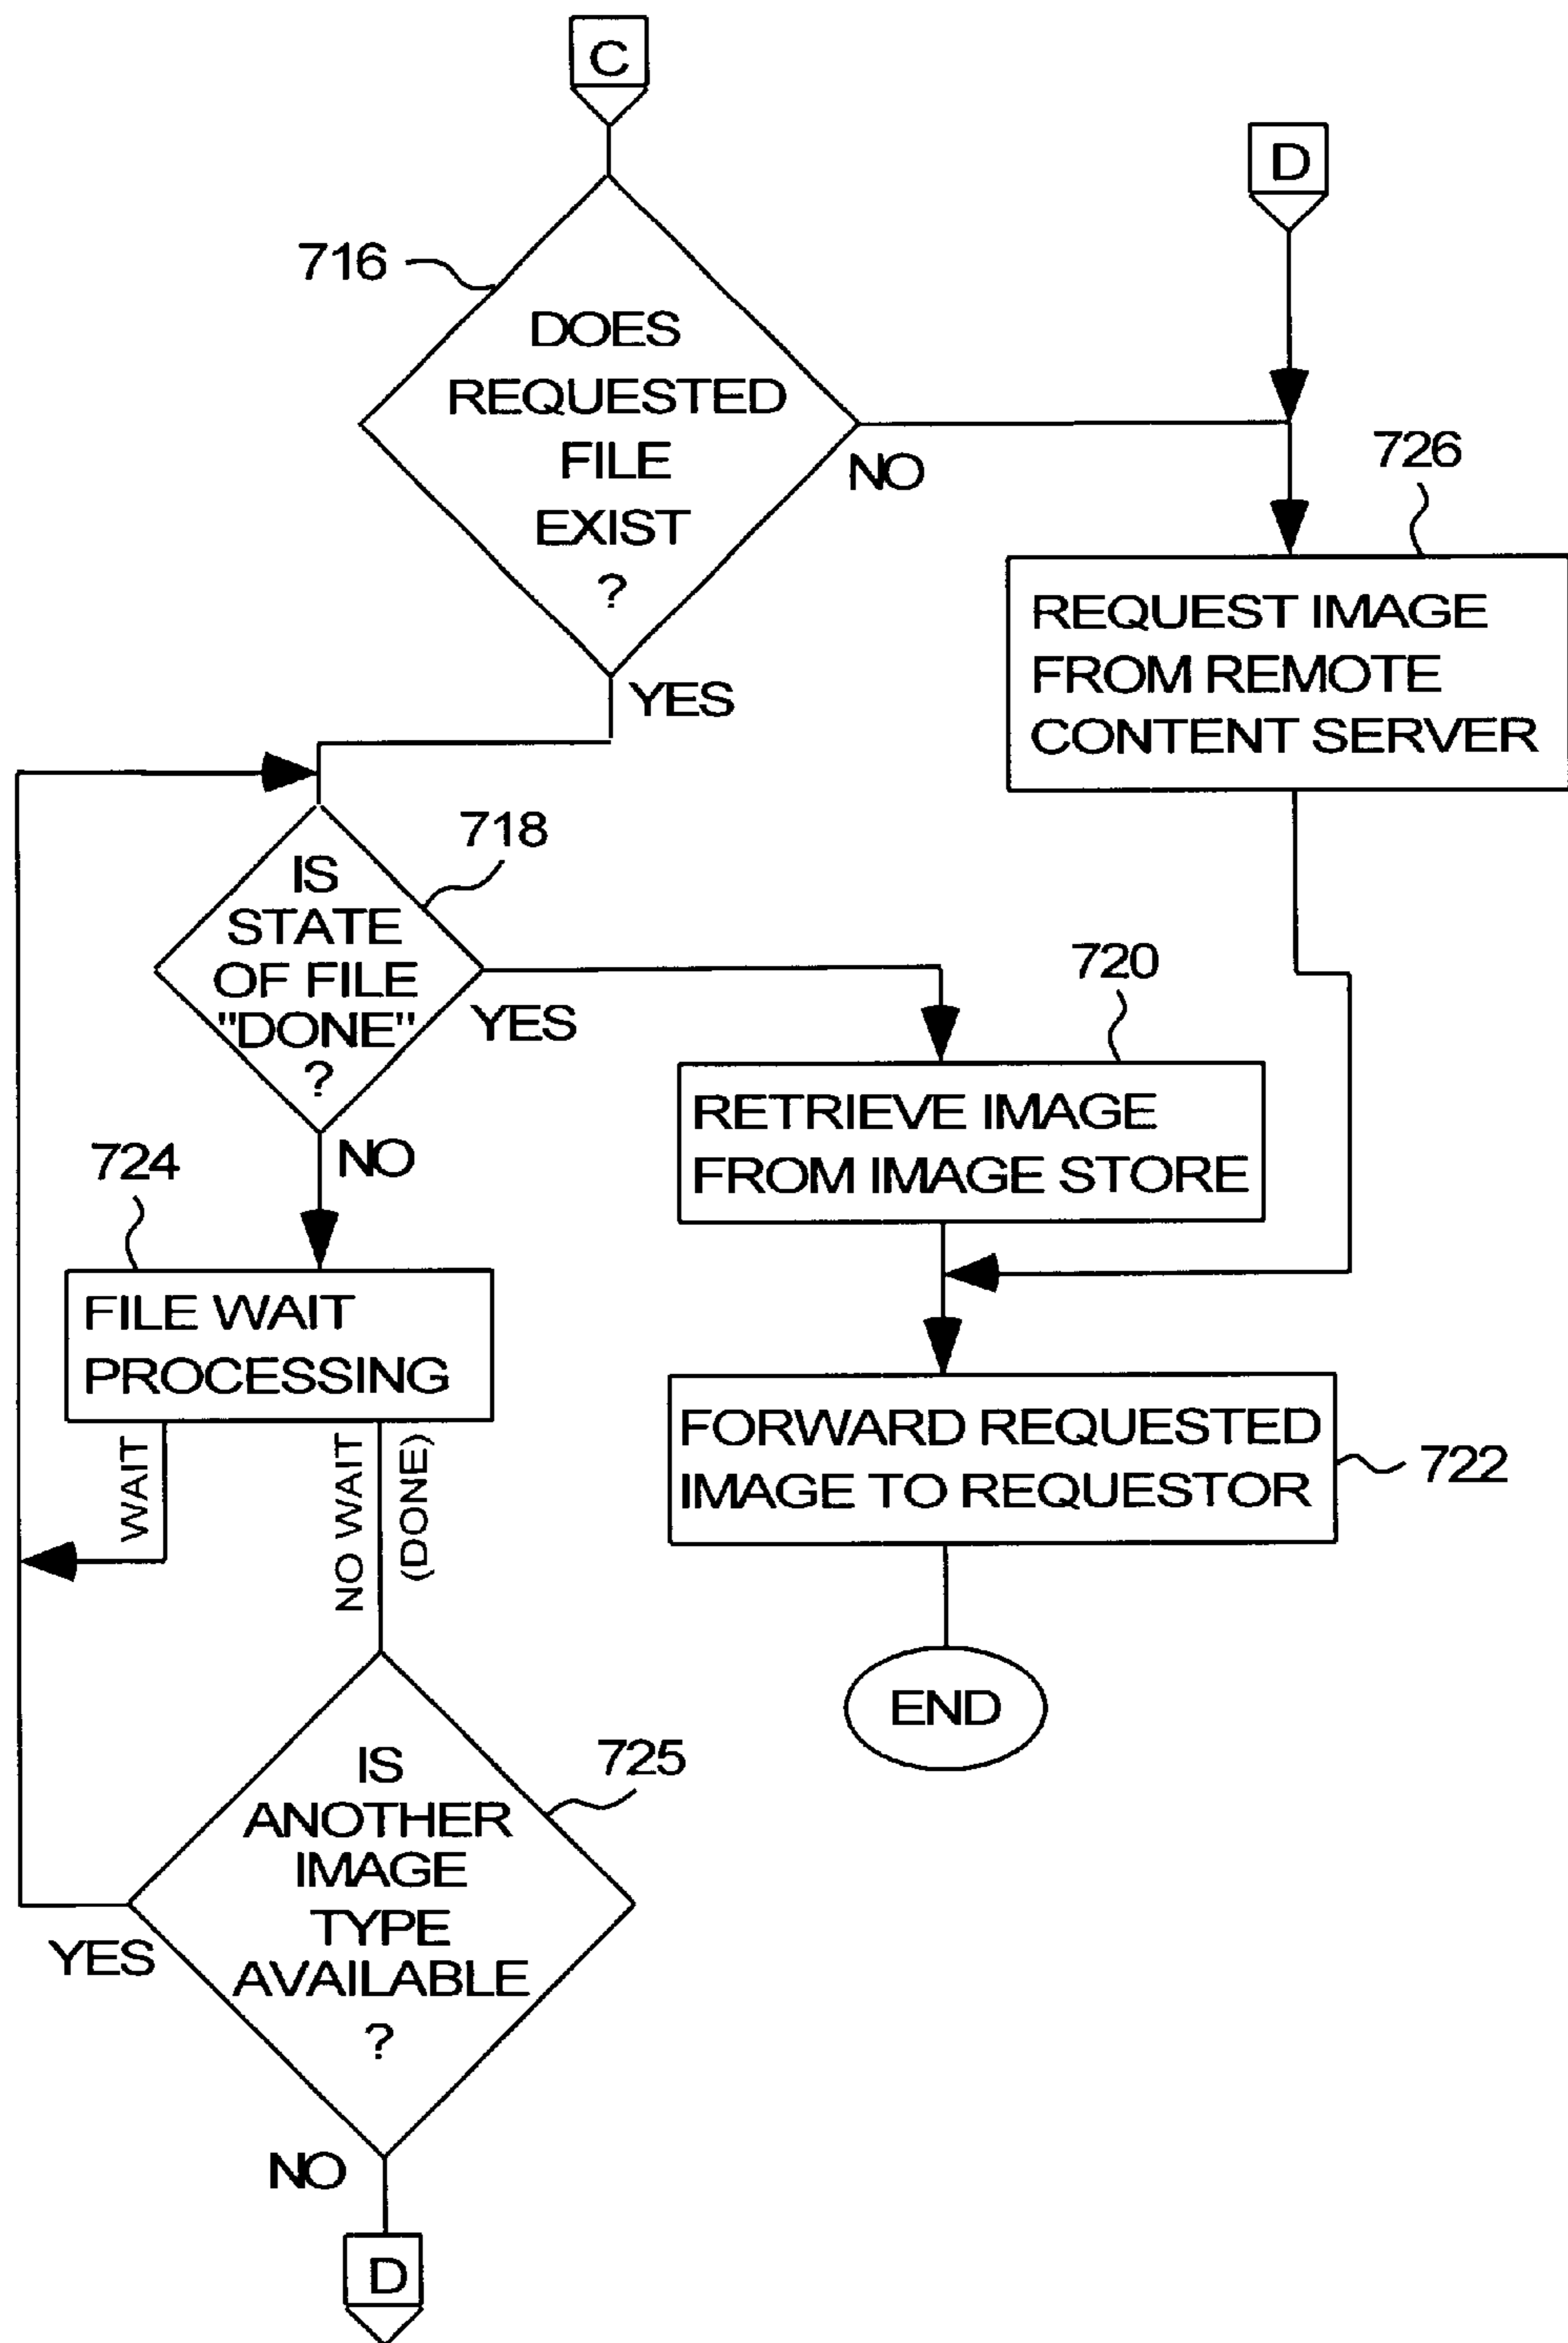 C
D
716
DOES
REQUESTED
FILE
EXIST
?
NO
YES
726
REQUEST IMAGE
FROM REMOTE
CONTENT SERVER
718
IS
STATE
OF FILE
"DONE"
?
YES
NO
720
RETRIEVE IMAGE
FROM IMAGE STORE
724
FILE WAIT
PROCESSING
WAIT
NO WAIT
(DONE)
FORWARD REQUESTED
IMAGE TO REQUESTOR
722
END
725
IS
ANOTHER
IMAGE
TYPE
AVAILABLE
?
YES
NO
D